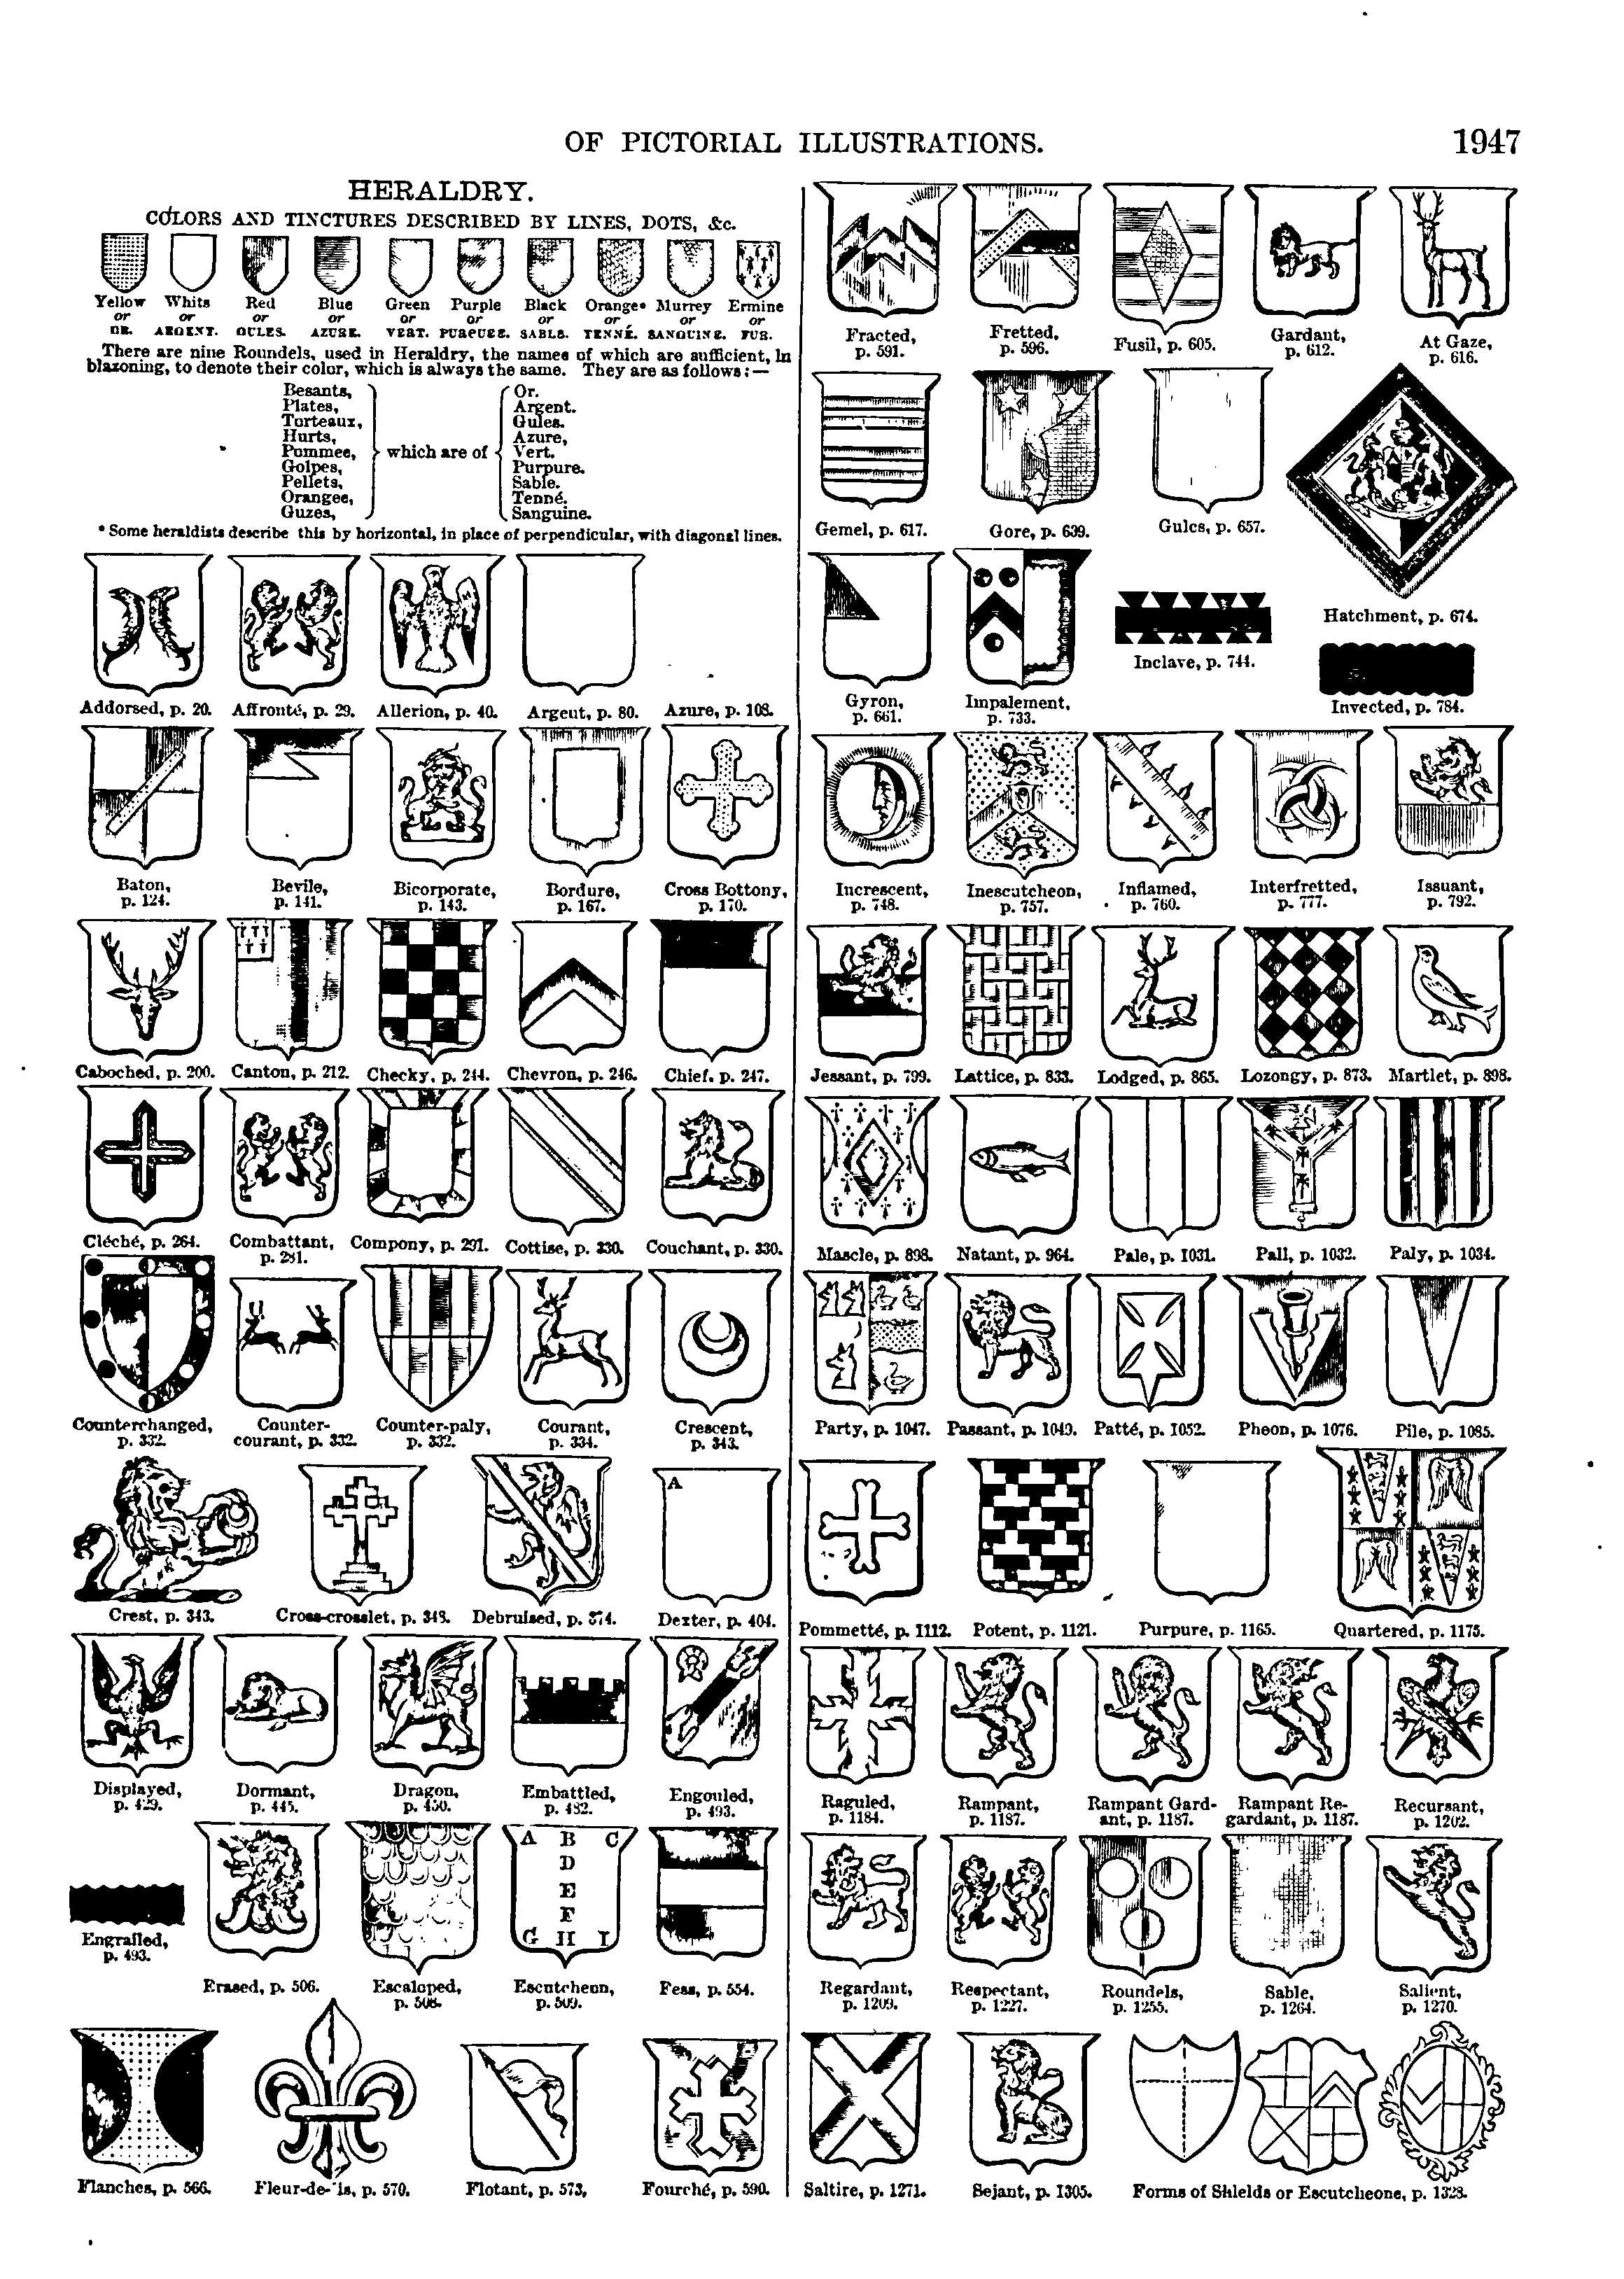 OF PICTORIAL ILLUSTRATIONS.
1947
HERALDRY.
COLORS AND TINCTURES DESCRIBED BY LINES, DOTS, &c.
Yellow White Red Blue Green Purple Black Orange* Murrey Ermine
or or or or or or or or or or
OR. ARGENT. GULES. AZURE. VERT. PURPURE. SABLE. TENNÉ. SANGUINE. FUR.
There are nine Roundels, used in Heraldry, the names of which are sufficient, in
blazoning, to denote their color, which is always the same. They are as follows:—
Besants,
Plates,
Torteaux,
Hurts,
Pommee,
Golpes,
Pellets,
Orangee,
Guzes,
which are of
Or.
Argent.
Gules.
Azure,
Vert.
Purpure.
Sable.
Tenné.
Sanguine.
* Some heraldists describe this by horizontal, in place of perpendicular, with diagonal lines.
Addorsed, p. 20. Affronté, p. 29. Allerion, p. 40. Argent, p. 80. Azure, p. 108.
Baton,
p. 124.
Bevile,
p. 141.
Bicorporate,
p. 143.
Bordure,
p. 167.
Cross Bottony,
p. 170.
Caboched, p. 200. Canton, p. 212. Checky, p. 244. Chevron, p. 246. Chief. p. 247.
Cléché, p. 264.
Combattant,
p. 281.
Compony, p. 291. Cottise, p. 330. Couchant, p. 330.
Counterchanged,
p. 332.
Counter-
courant, p. 332.
Counter-paly,
p. 332.
Courant,
p. 334.
Crescent,
p. 343.
A
Crest, p. 343. Cross-crosslet, p. 348. Debruised, p. 374. Dexter, p. 404.
Displayed,
p. 429.
Dormant,
p. 445.
Dragon,
p. 450.
Embattled,
p. 482.
Engouled,
p. 493.
A B C
D
E
F
G H I
Engrailed,
p. 493.
Erased, p. 506.
Escaloped,
p. 508.
Escutcheon,
p. 509.
Fess, p. 554.
Flanches, p. 566. Fleur-de-lis, p. 570. Flotant, p. 573, Fourché, p. 590.
Fracted,
p. 591.
Fretted,
p. 596.
Fusil, p. 605.
Gardant,
p. 612.
At Gaze,
p. 616.
Gemel, p. 617. Gore, p. 639. Gules, p. 657.
Hatchment, p. 674.
Gyron,
p. 661.
Impalement,
p. 733.
Inclave, p. 744.
Invected, p. 784.
Increscent,
p. 748.
Inescutcheon,
p. 757.
Inflamed,
p. 760.
Interfretted,
p. 777.
Issuant,
p. 792.
Jessant, p. 799. Lattice, p. 833. Lodged, p. 865. Lozongy, p. 873. Martlet, p. 898.
Mascle, p. 898. Natant, p. 964. Pale, p. 1031. Pall, p. 1032. Paly, p. 1034.
Party, p. 1047. Passant, p. 1049. Patté, p. 1052. Pheon, p. 1076. Pile, p. 1085.
Pommetté, p. 1112. Potent, p. 1121. Purpure, p. 1165. Quartered, p. 1175.
Raguled,
p. 1184.
Rampant,
p. 1187.
Rampant Gard-
ant, p. 1187.
Rampant Re-
gardant, p. 1187.
Recursant,
p. 1202.
Regardant,
p. 1209.
Respectant,
p. 1227.
Roundels,
p. 1255.
Sable,
p. 1264.
Salient,
p. 1270.
Saltire, p. 1271. Sejant, p. 1305. Forms of Shields or Escutcheons, p. 1328.